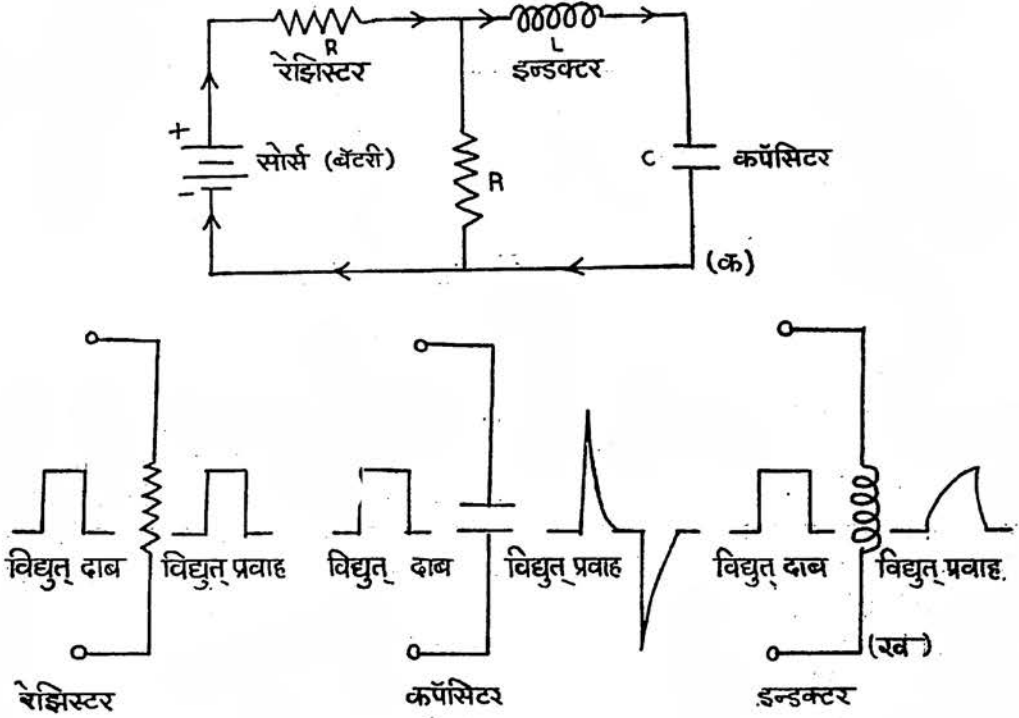 R
रेझिस्टर
L
इन्डक्टर
+
सोर्स (बॅटरी)
-
R
C
कपॅसिटर
(क)
विद्युत् दाब
विद्युत् प्रवाह
विद्युत् दाब
विद्युत् प्रवाह
विद्युत् दाब
विद्युत् प्रवाह.
(ख)
रेझिस्टर
कपॅसिटर
इन्डक्टर